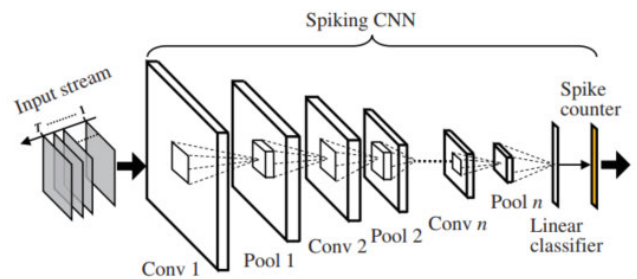 Spiking CNN
Input stream
T ········ 1
Spike
counter
Conv 1
Pool 1
Conv 2
Pool 2
Conv n
Pool n
Linear
classifier